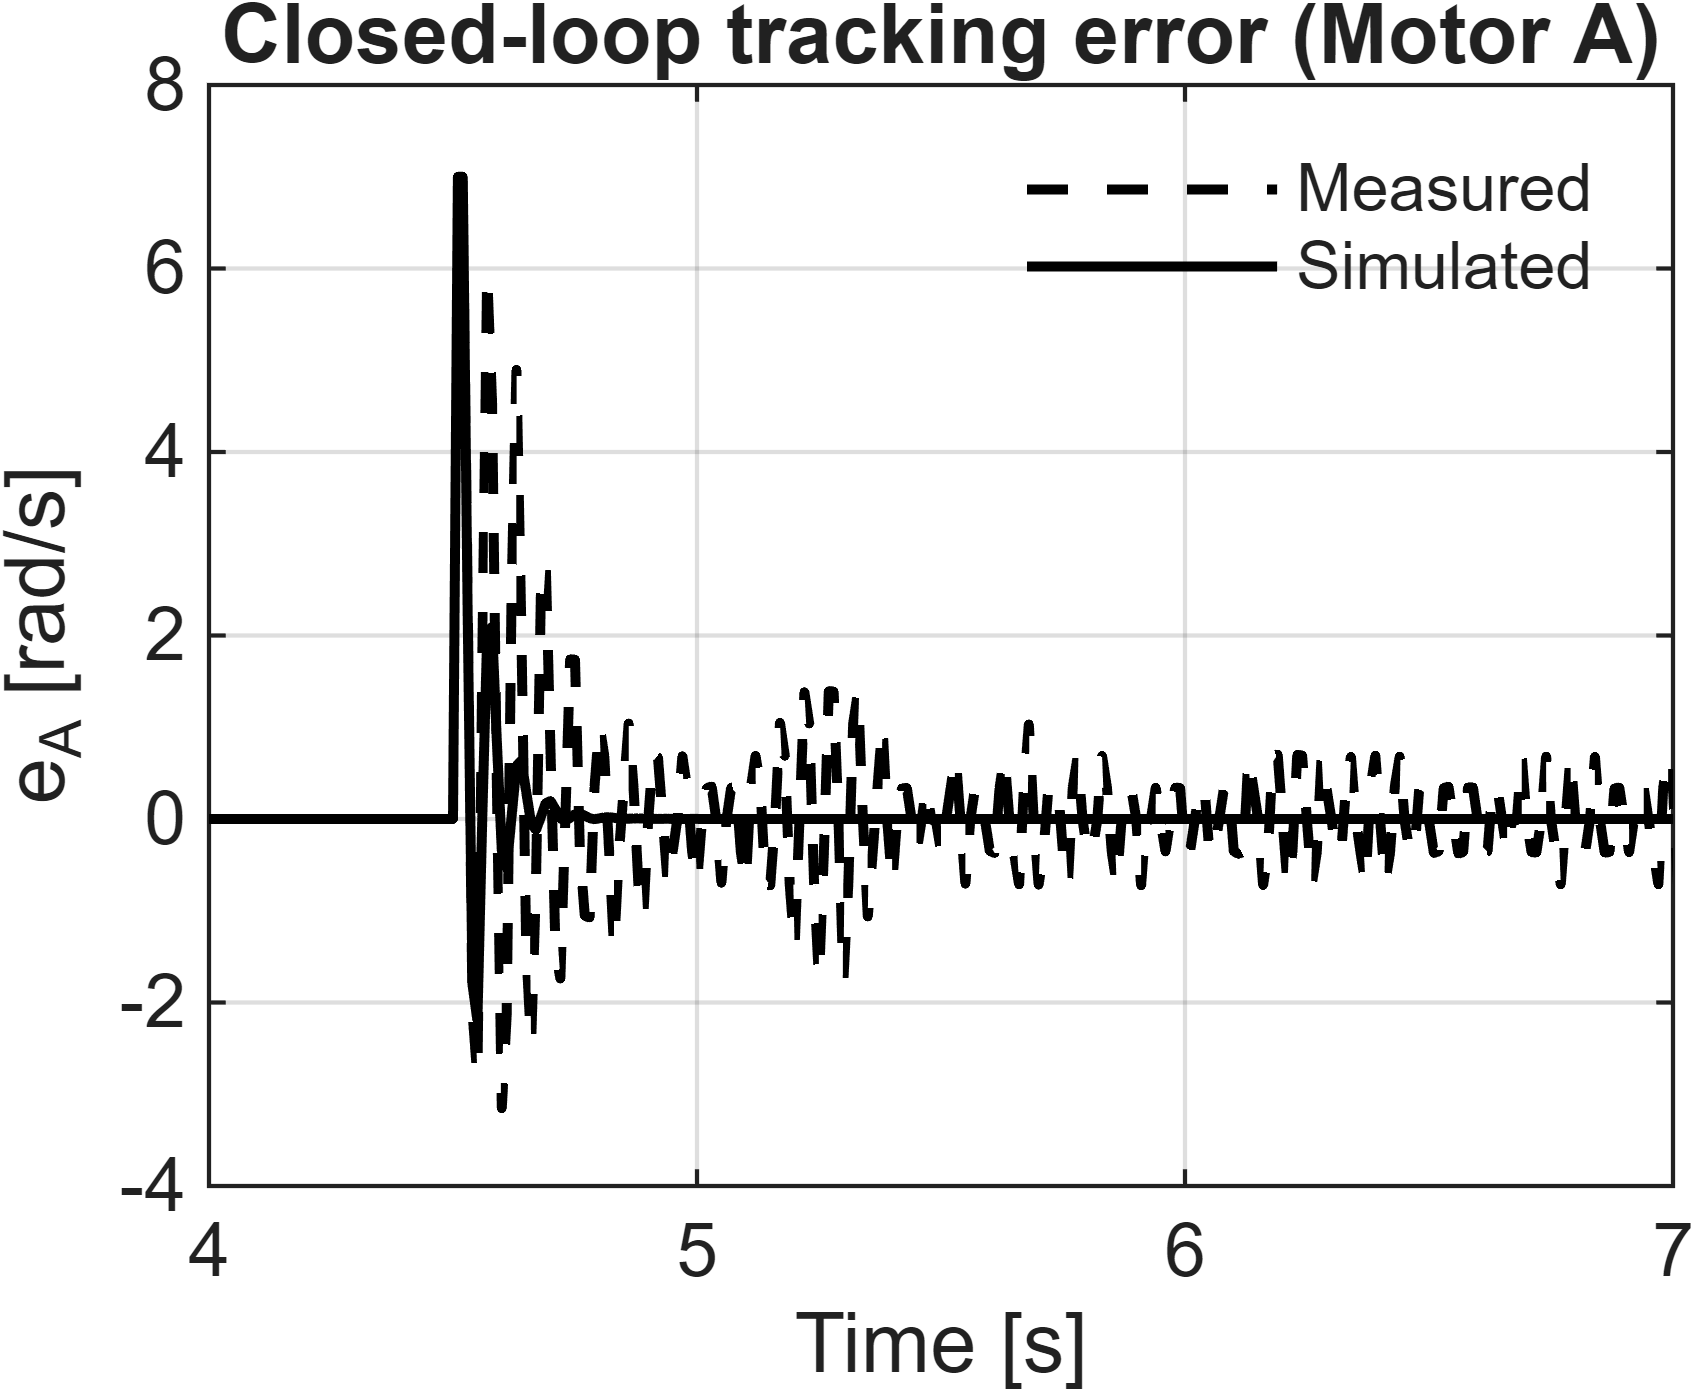 Closed-loop tracking error (Motor A)
8
6
4
2
0
-2
-4
e_A [rad/s]
Measured
Simulated
4 5 6 7
Time [s]